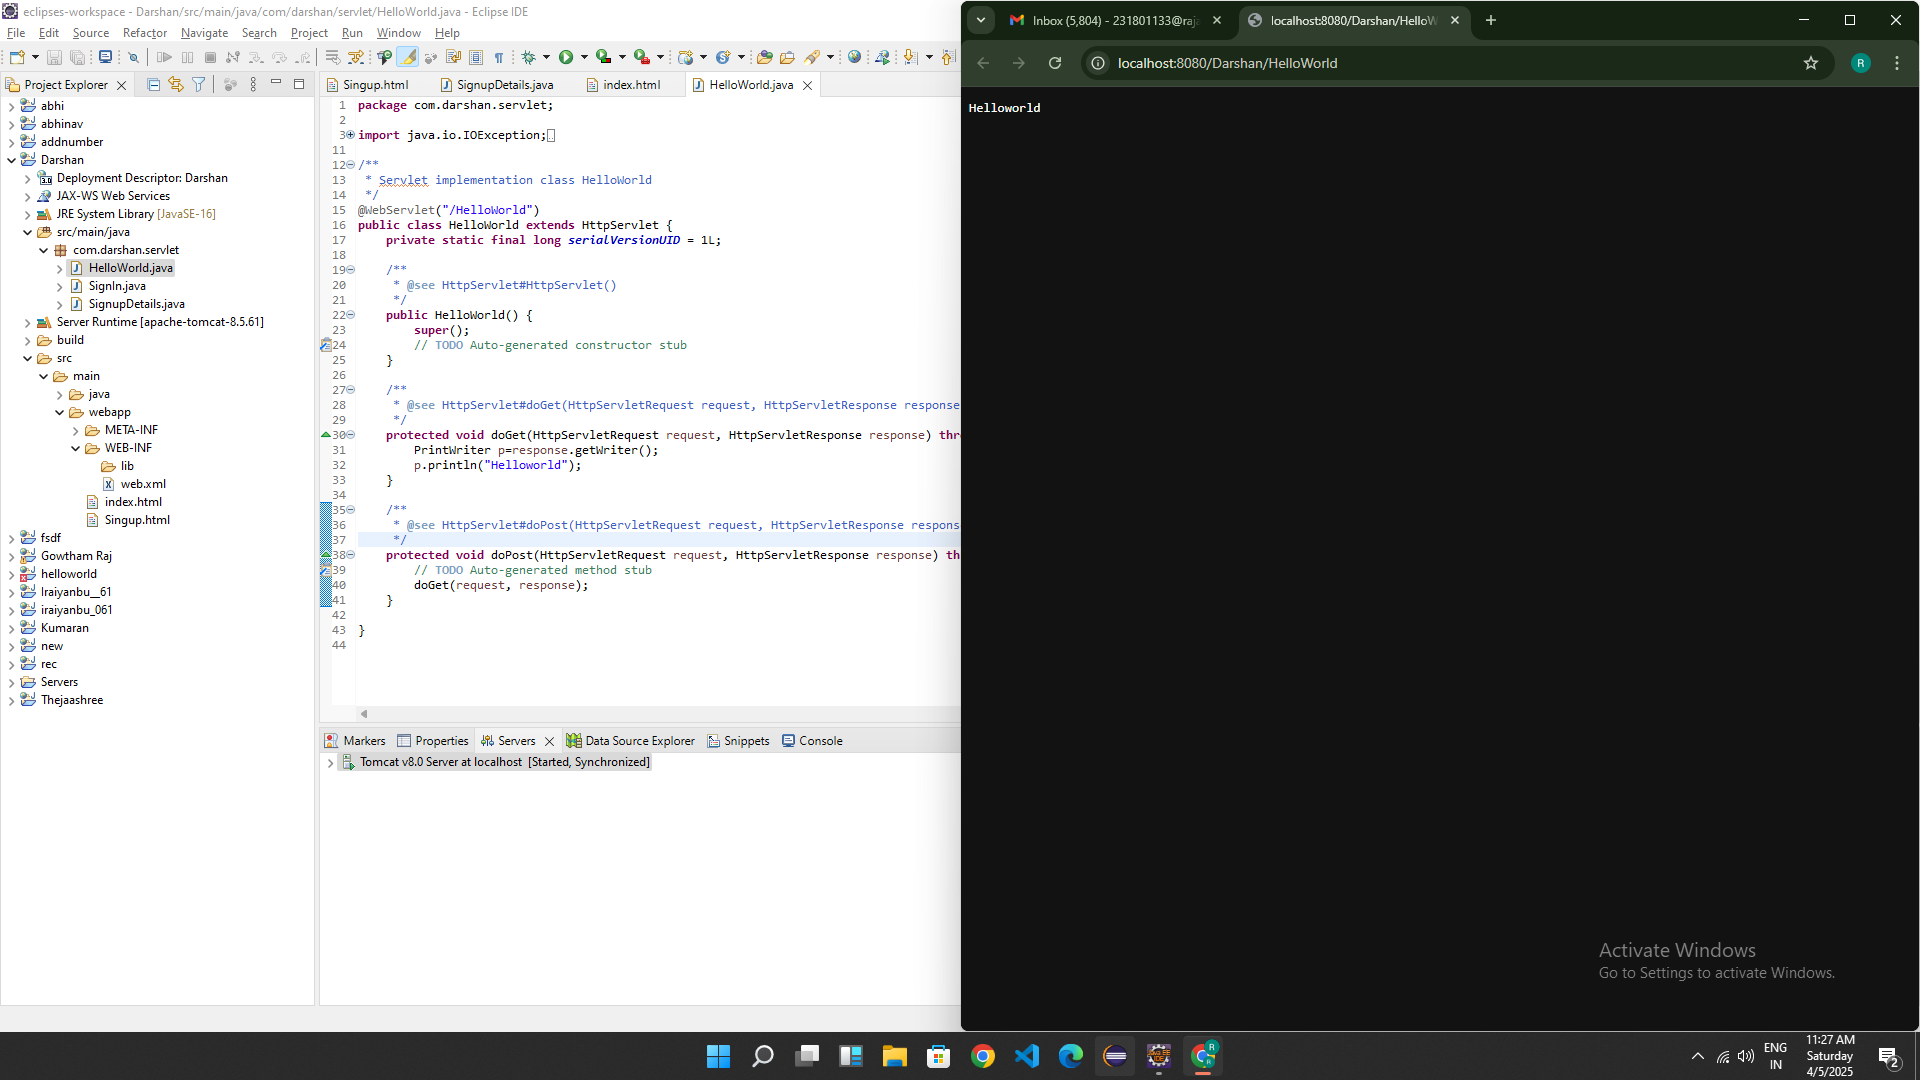 eclipses-workspace - Darshan/src/main/java/com/darshan/servlet/HelloWorld.java - Eclipse IDE
File Edit Source Refactor Navigate Search Project Run Window Help
Project Explorer
abhi
abhinav
addnumber
Darshan
Deployment Descriptor: Darshan
JAX-WS Web Services
JRE System Library [JavaSE-16]
src/main/java
com.darshan.servlet
HelloWorld.java
SignIn.java
SignupDetails.java
Server Runtime [apache-tomcat-8.5.61]
build
src
main
java
webapp
META-INF
WEB-INF
lib
web.xml
index.html
Singup.html
fsdf
Gowtham Raj
helloworld
Iraiyanbu__61
iraiyanbu_061
Kumaran
new
rec
Servers
Thejaashree
Singup.html SignupDetails.java index.html HelloWorld.java
1 package com.darshan.servlet;
2
3 import java.io.IOException;
11
12 /**
13 * Servlet implementation class HelloWorld
14 */
15 @WebServlet("/HelloWorld")
16 public class HelloWorld extends HttpServlet {
17 private static final long serialVersionUID = 1L;
18
19 /**
20 * @see HttpServlet#HttpServlet()
21 */
22 public HelloWorld() {
23 super();
24 // TODO Auto-generated constructor stub
25 }
26
27 /**
28 * @see HttpServlet#doGet(HttpServletRequest request, HttpServletResponse response
29 */
30 protected void doGet(HttpServletRequest request, HttpServletResponse response) thr
31 PrintWriter p=response.getWriter();
32 p.println("Helloworld");
33 }
34
35 /**
36 * @see HttpServlet#doPost(HttpServletRequest request, HttpServletResponse respons
37 */
38 protected void doPost(HttpServletRequest request, HttpServletResponse response) th
39 // TODO Auto-generated method stub
40 doGet(request, response);
41 }
42
43 }
44
Markers Properties Servers Data Source Explorer Snippets Console
Tomcat v8.0 Server at localhost [Started, Synchronized]
Inbox (5,804) - 231801133@raja
localhost:8080/Darshan/HelloW
localhost:8080/Darshan/HelloWorld
R
Helloworld
Activate Windows
Go to Settings to activate Windows.
ENG
IN
11:27 AM
Saturday
4/5/2025
2